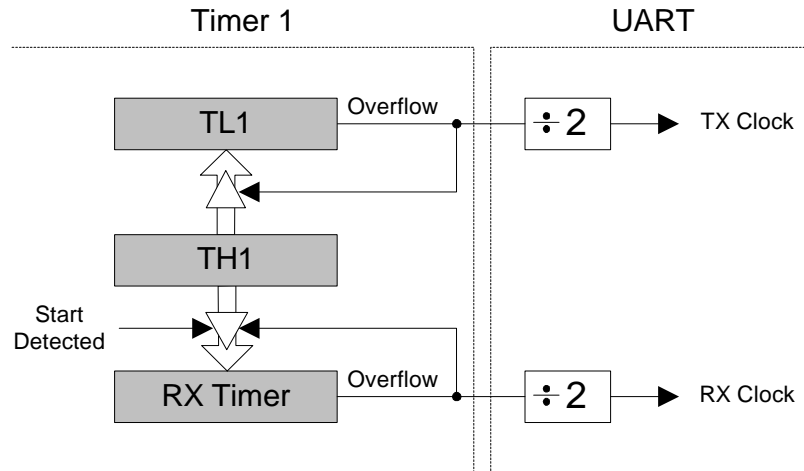 Timer 1
UART
TL1
Overflow
÷2
TX Clock
TH1
Start
Detected
RX Timer
Overflow
÷2
RX Clock